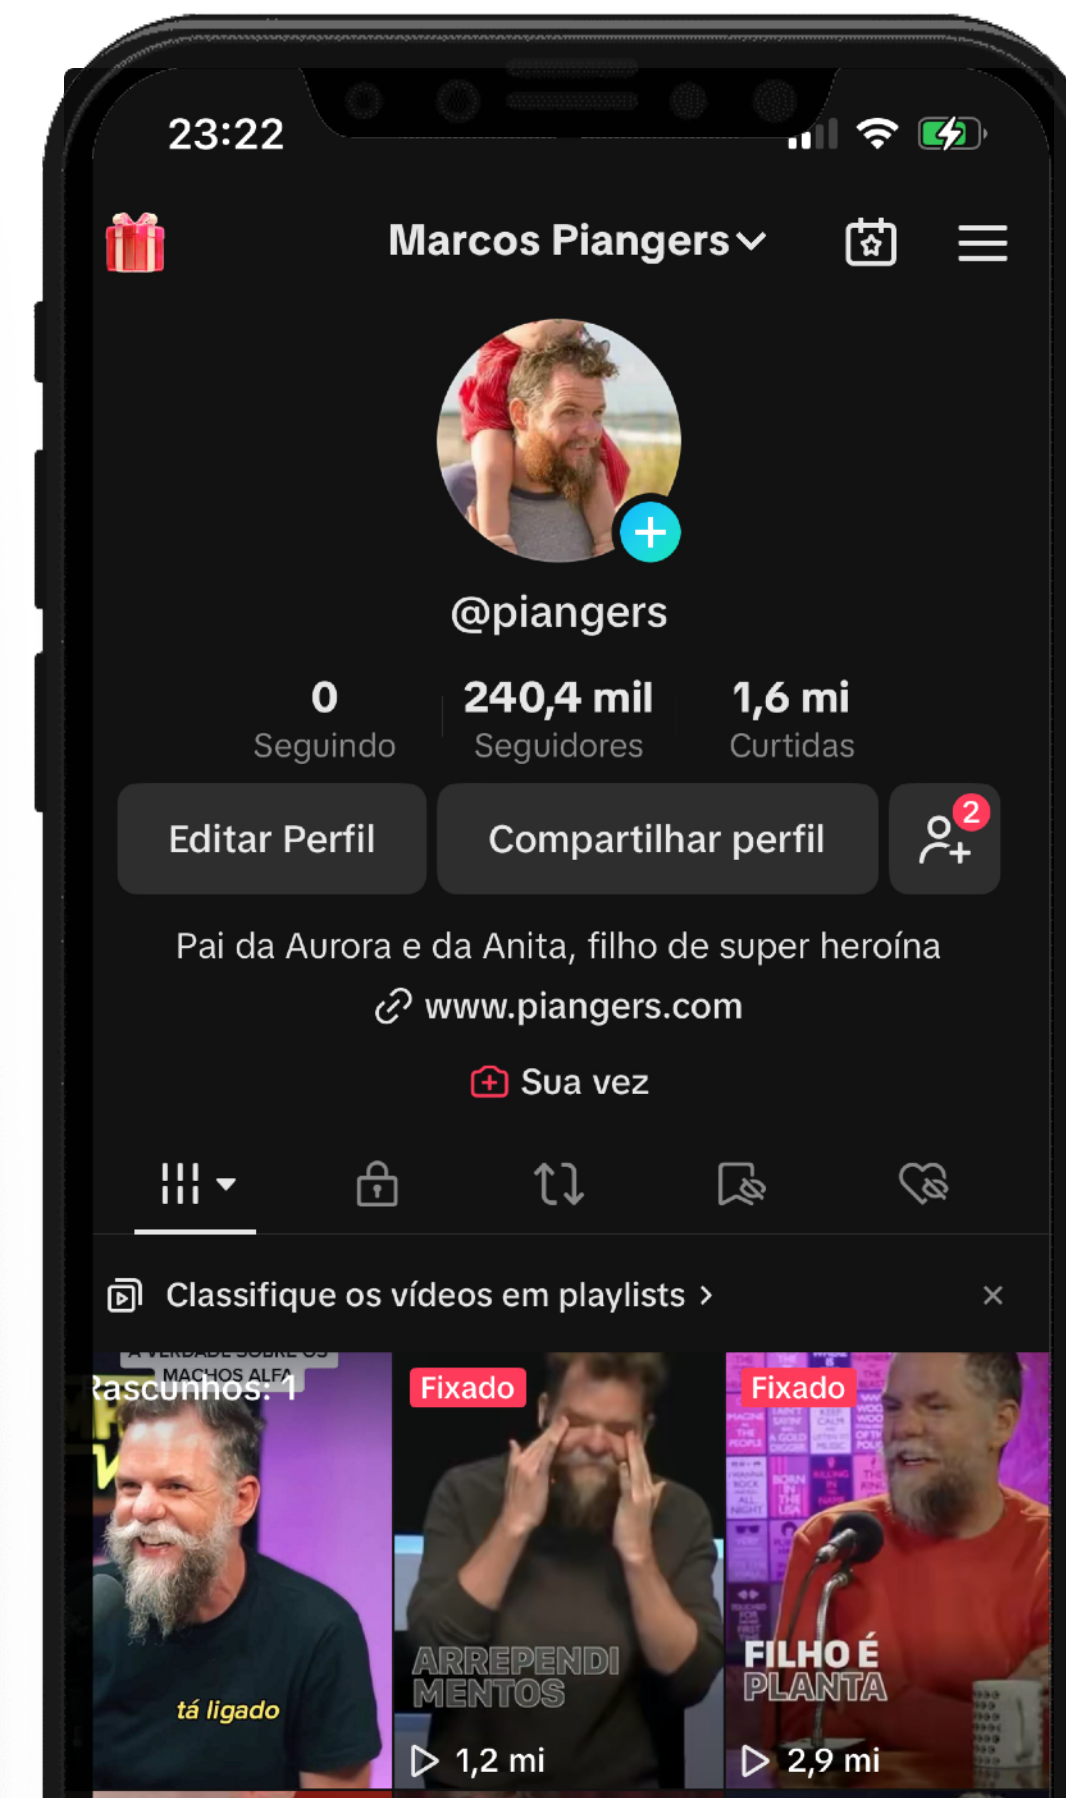 23:22
Marcos Piangers
@piangers
0
Seguindo
240,4 mil
Seguidores
1,6 mi
Curtidas
Editar Perfil
Compartilhar perfil
2
Pai da Aurora e da Anita, filho de super heroína
www.piangers.com
Sua vez
Classifique os vídeos em playlists
A VERDADE SOBRE OS
MACHOS ALFA
Rascunhos: 1
tá ligado
Fixado
ARREPENDI
MENTOS
1,2 mi
Fixado
FILHO É
PLANTA
2,9 mi